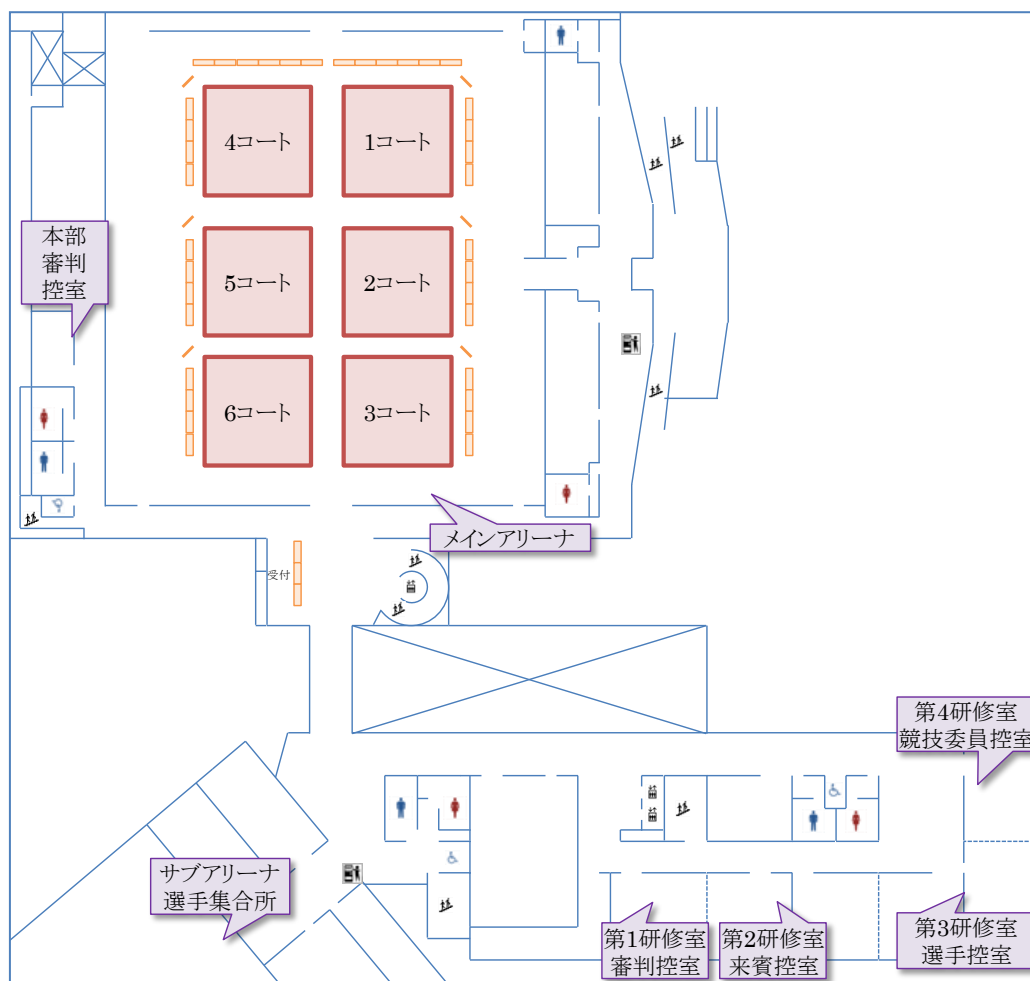 4コート
1コート
本部
審判
控室
5コート
2コート
6コート
3コート
メインアリーナ
受付
第4研修室
競技委員控室
サブアリーナ
選手集合所
第1研修室
審判控室
第2研修室
来賓控室
第3研修室
選手控室